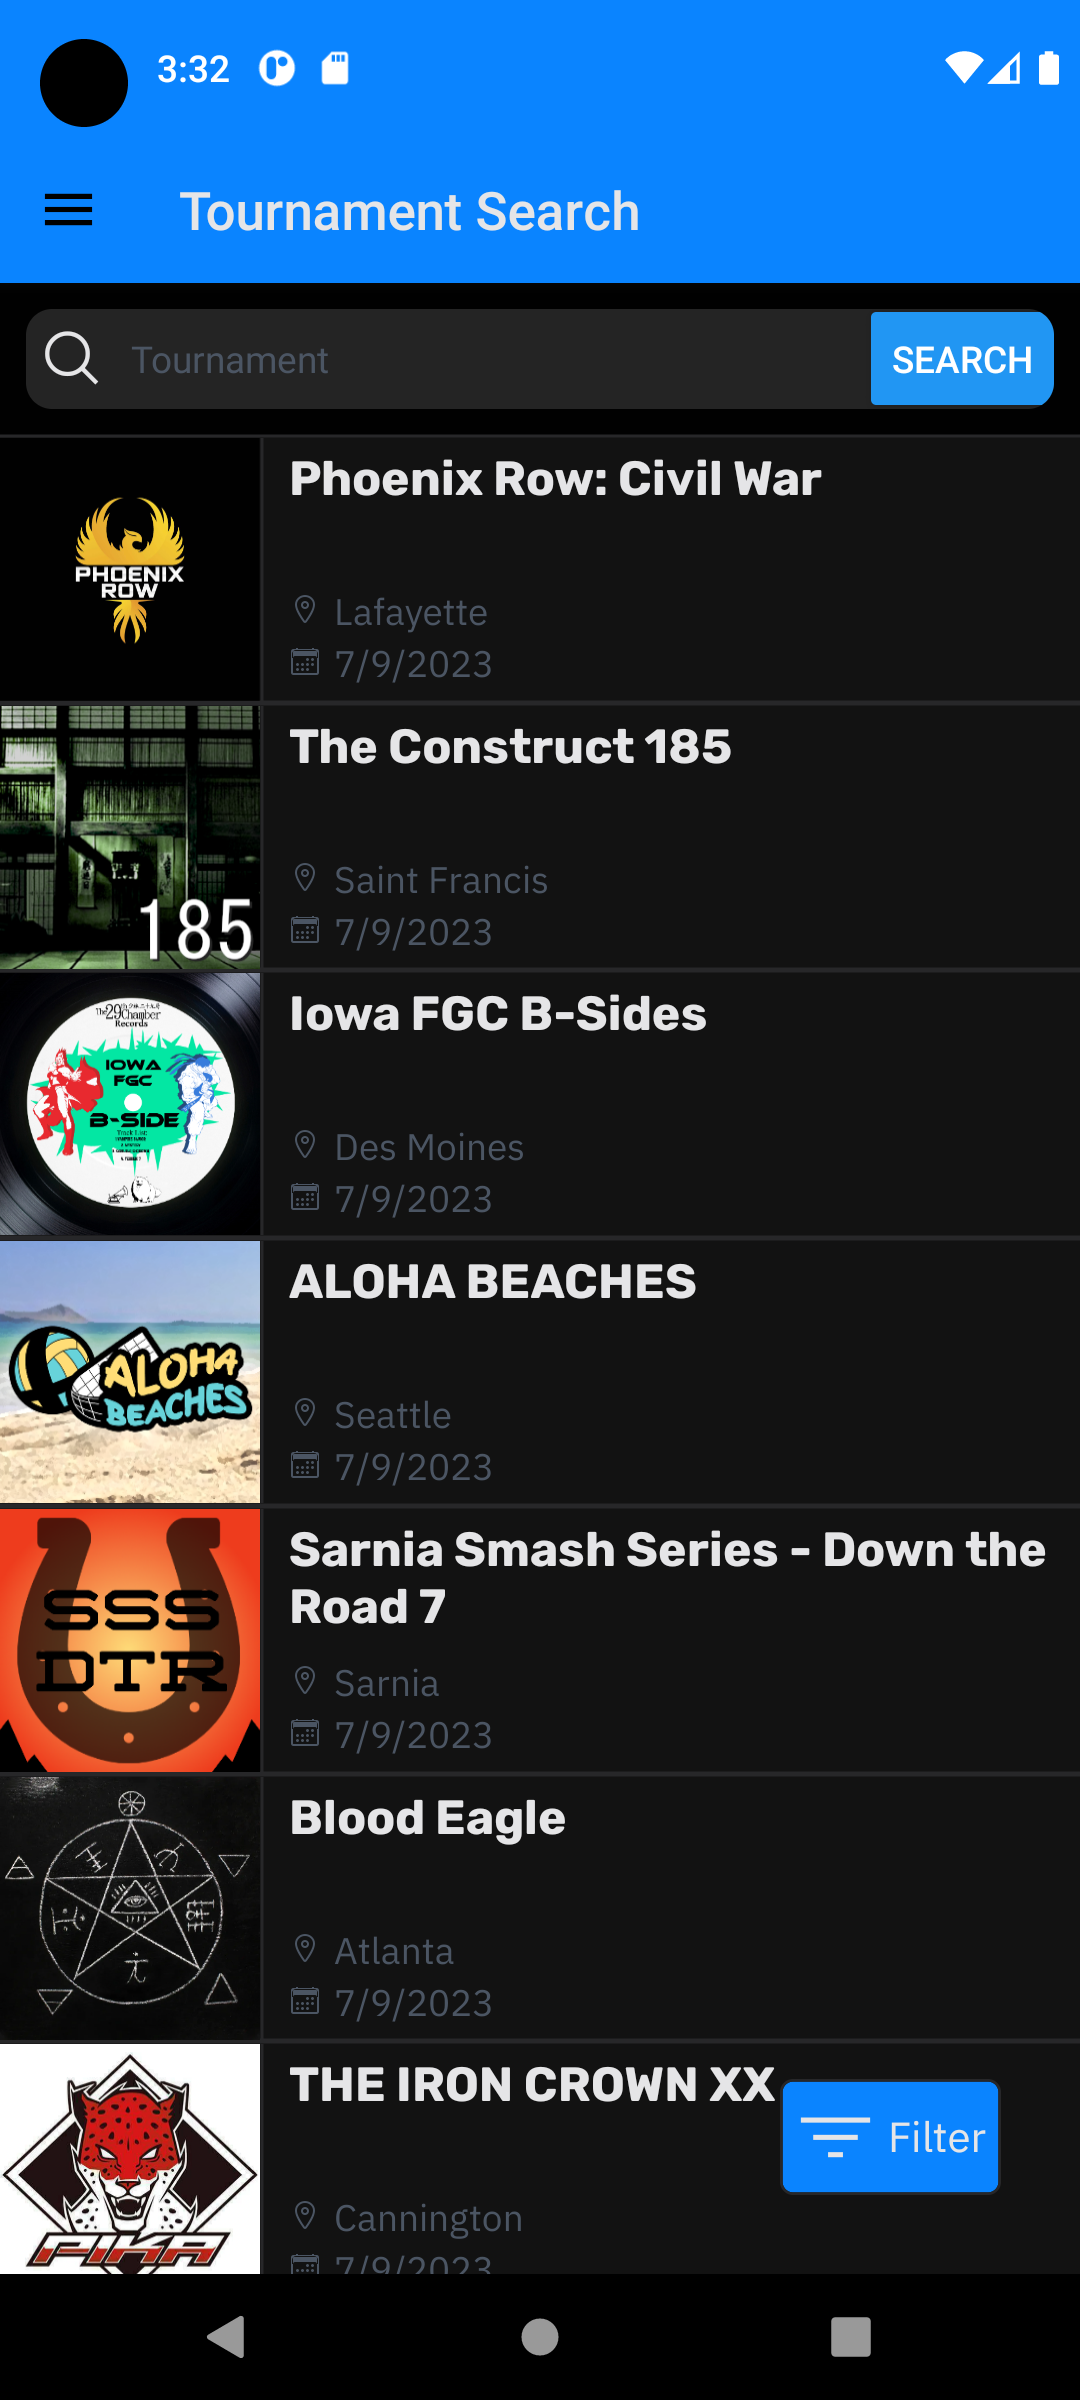 3:32
Tournament Search
Tournament
SEARCH
PHOENIX
ROW
Phoenix Row: Civil War
Lafayette
7/9/2023
185
The Construct 185
Saint Francis
7/9/2023
The 29th Chamber
Records
IOWA
FGC
B-SIDE
Iowa FGC B-Sides
Des Moines
7/9/2023
ALOHA
BEACHES
ALOHA BEACHES
Seattle
7/9/2023
SSS
DTR
Sarnia Smash Series - Down the
Road 7
Sarnia
7/9/2023
Blood Eagle
Atlanta
7/9/2023
THE IRON CROWN XX
Filter
Cannington
7/9/2023